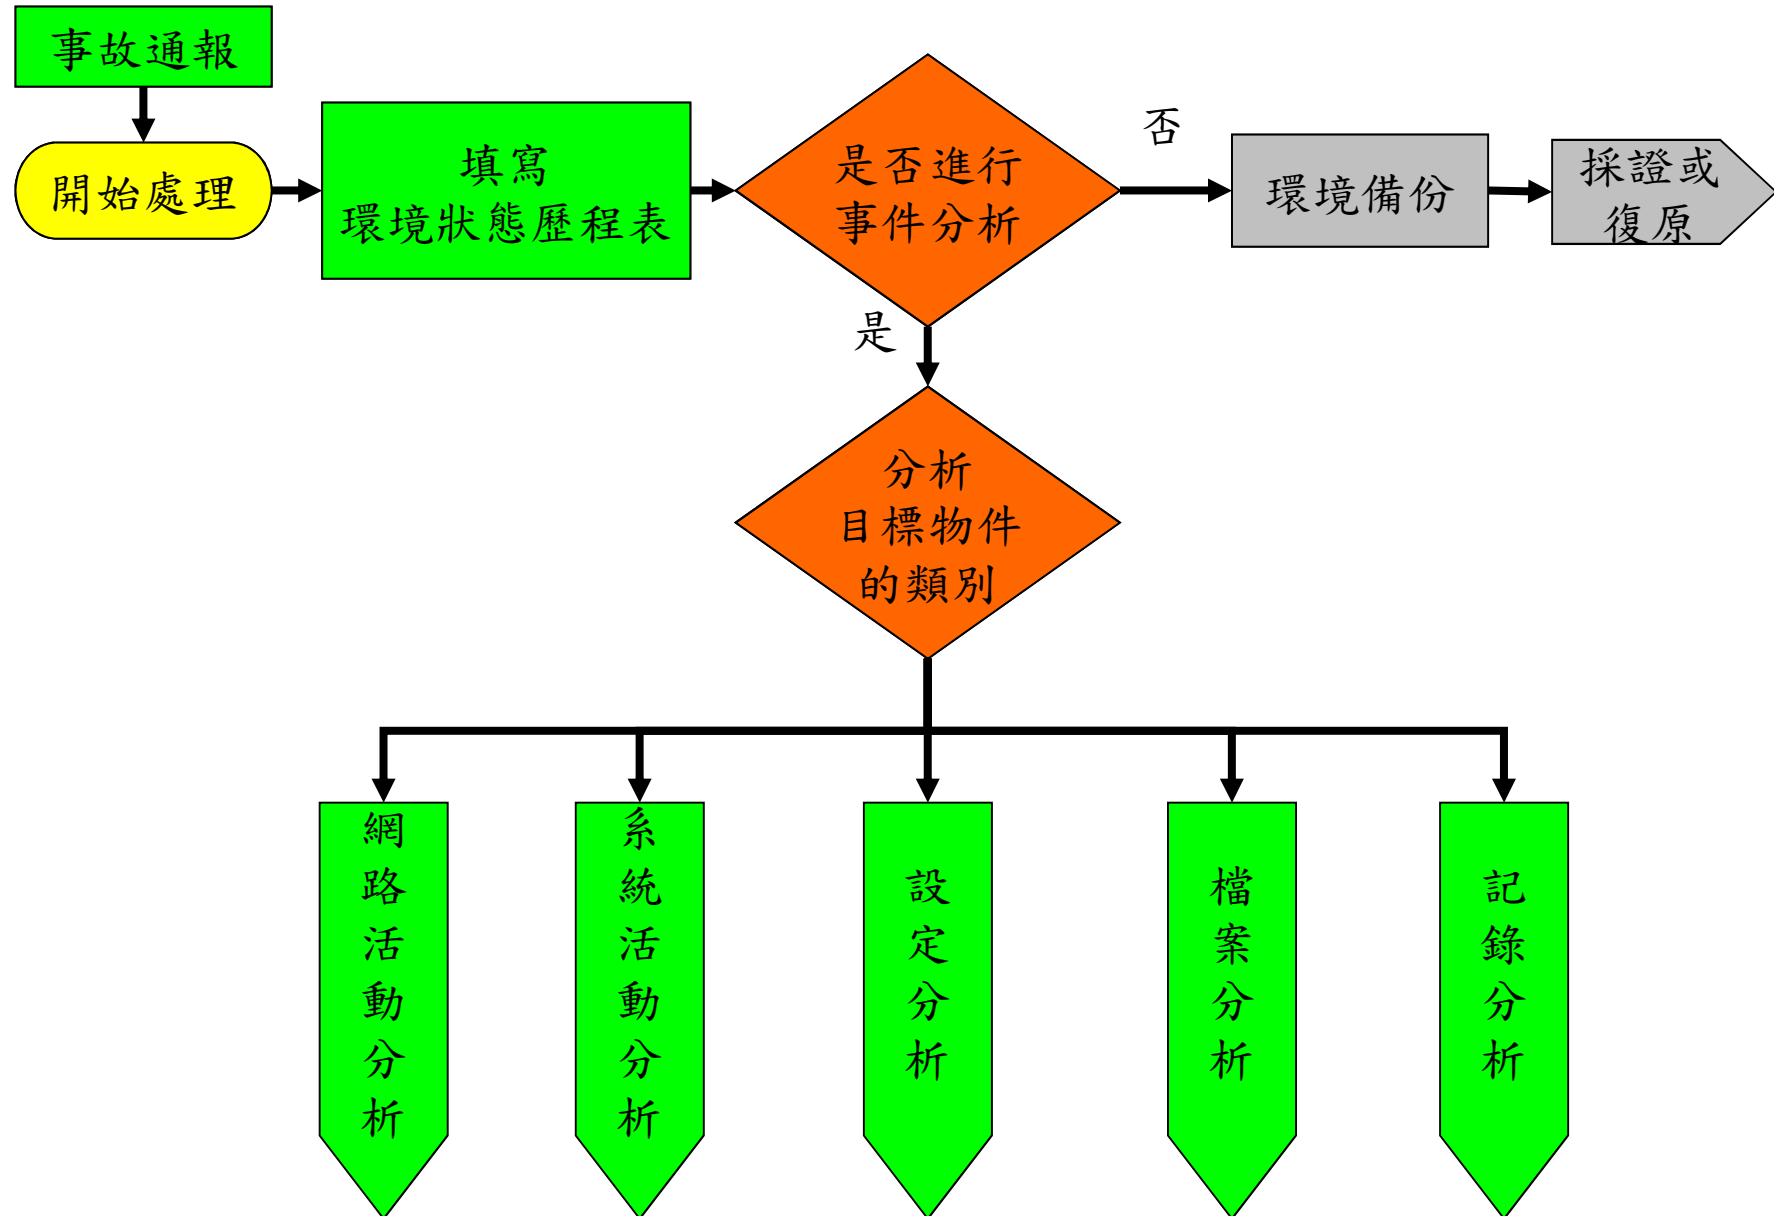 事故通報
開始處理
填寫
環境狀態歷程表
是否進行
事件分析
否
環境備份
採證或
復原
是
分析
目標物件
的類別
網路活動分析
系統活動分析
設定分析
檔案分析
記錄分析